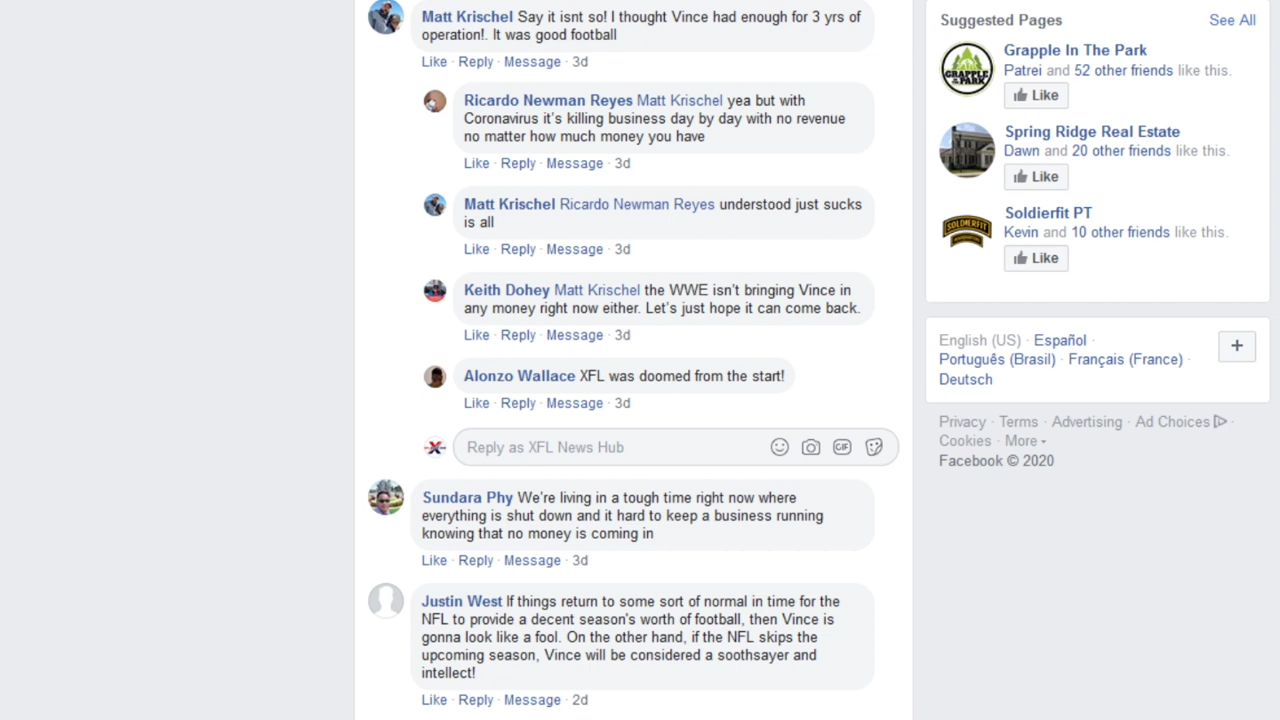 Matt Krischel Say it isnt so! I thought Vince had enough for 3 yrs of
operation!. It was good football
Like · Reply · Message · 3d
Ricardo Newman Reyes Matt Krischel yea but with
Coronavirus it's killing business day by day with no revenue
no matter how much money you have
Like · Reply · Message · 3d
Matt Krischel Ricardo Newman Reyes understood just sucks
is all
Like · Reply · Message · 3d
Keith Dohey Matt Krischel the WWE isn't bringing Vince in
any money right now either. Let's just hope it can come back.
Like · Reply · Message · 3d
Alonzo Wallace XFL was doomed from the start!
Like · Reply · Message · 3d
Reply as XFL News Hub
GIF
Sundara Phy We're living in a tough time right now where
everything is shut down and it hard to keep a business running
knowing that no money is coming in
Like · Reply · Message · 3d
Justin West If things return to some sort of normal in time for the
NFL to provide a decent season's worth of football, then Vince is
gonna look like a fool. On the other hand, if the NFL skips the
upcoming season, Vince will be considered a soothsayer and
intellect!
Like · Reply · Message · 2d
Suggested Pages See All
GRAPPLE
PARK
Grapple In The Park
Patrei and 52 other friends like this.
Like
Spring Ridge Real Estate
Dawn and 20 other friends like this.
Like
SOLDIERFIT
Soldierfit PT
Kevin and 10 other friends like this.
Like
English (US) · Español ·
Português (Brasil) · Français (France) ·
Deutsch
+
Privacy · Terms · Advertising · Ad Choices ·
Cookies · More
Facebook © 2020